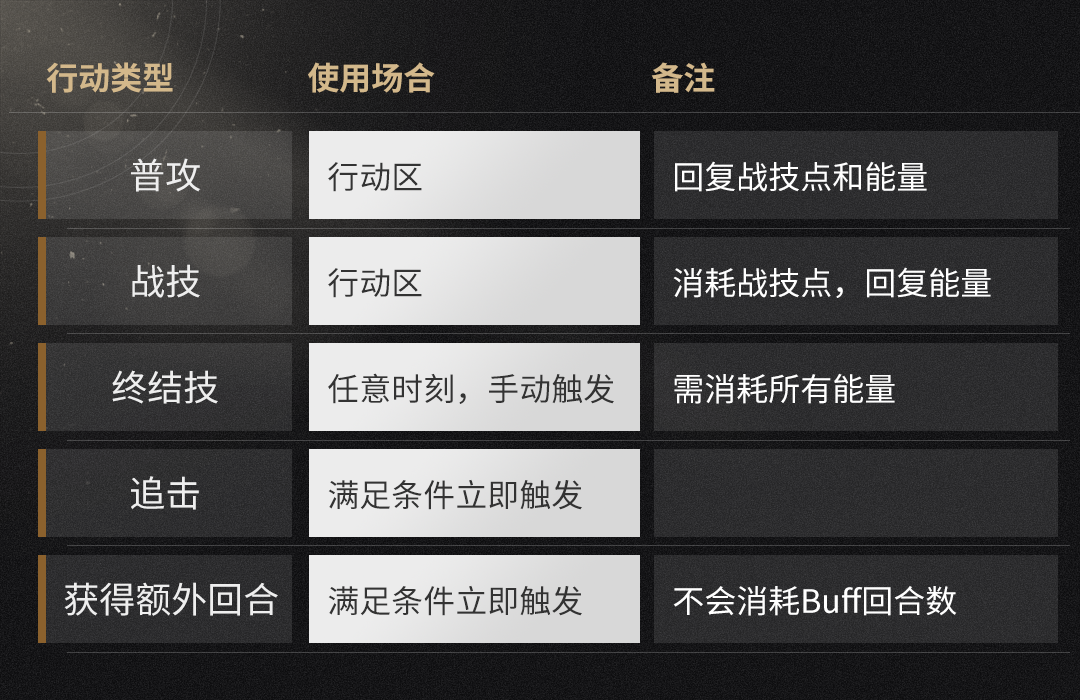 行动类型 使用场合 备注
普攻 行动区 回复战技点和能量
战技 行动区 消耗战技点，回复能量
终结技 任意时刻，手动触发 需消耗所有能量
追击 满足条件立即触发
获得额外回合 满足条件立即触发 不会消耗Buff回合数